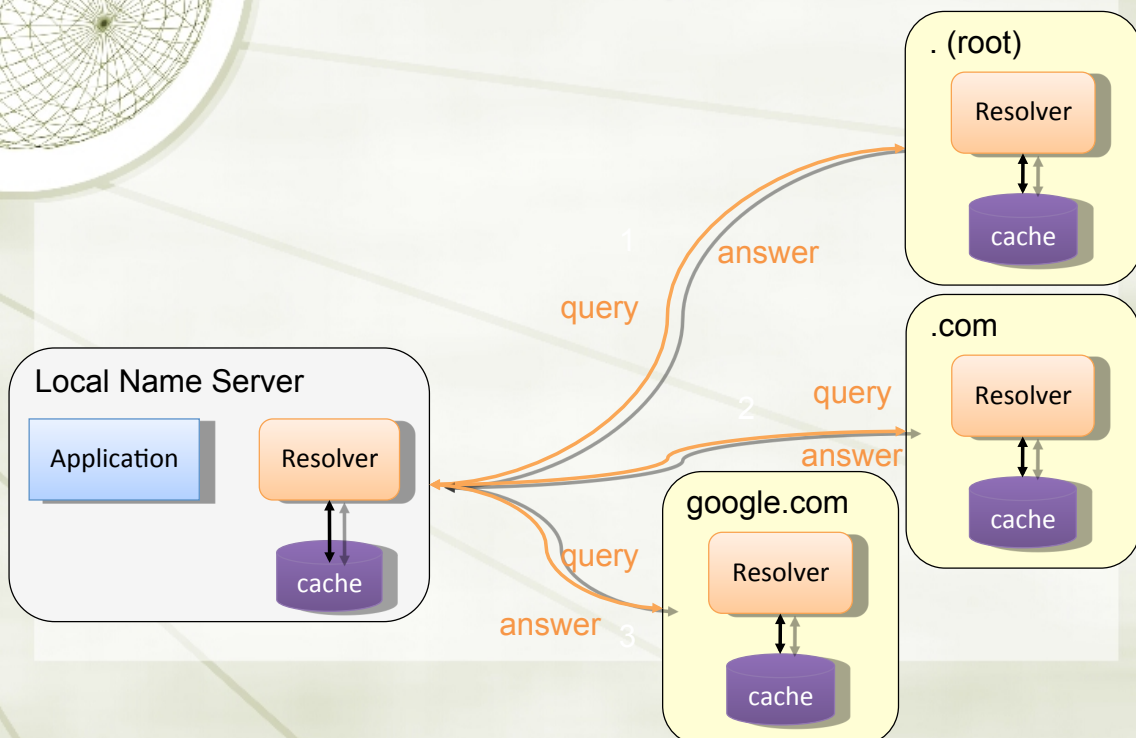 . (root)
Resolver
cache
1
answer
query
.com
Resolver
cache
2
query
answer
Local Name Server
Application
Resolver
cache
google.com
Resolver
cache
query
answer
3